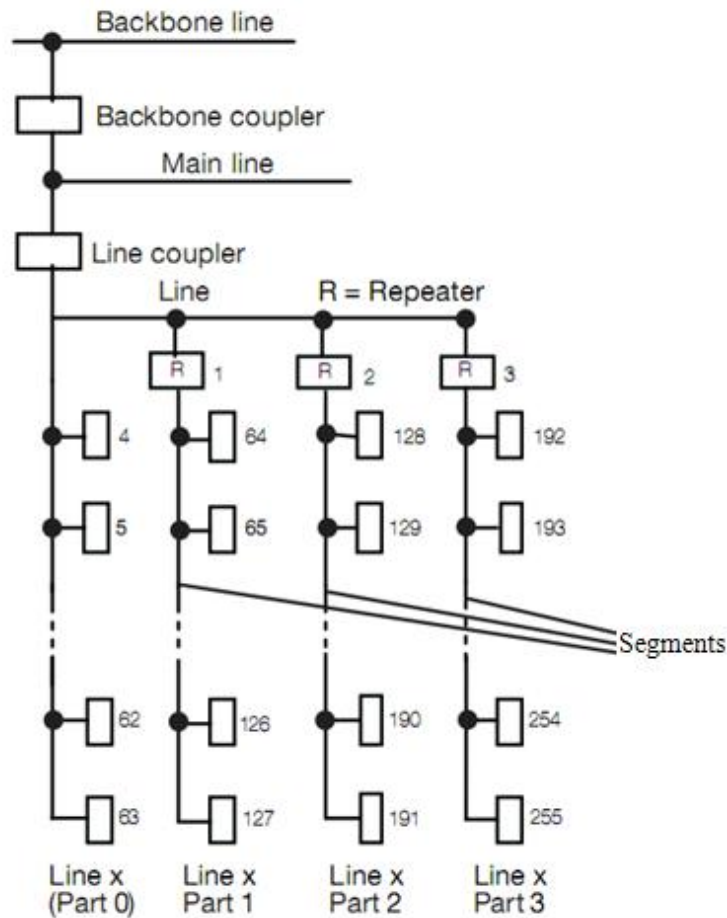 Backbone line
Backbone coupler
Main line
Line coupler
Line R = Repeater
R 1 R 2 R 3
4 64 128 192
5 65 129 193
Segments
62 126 190 254
63 127 191 255
Line x Line x Line x Line x
(Part 0) Part 1 Part 2 Part 3